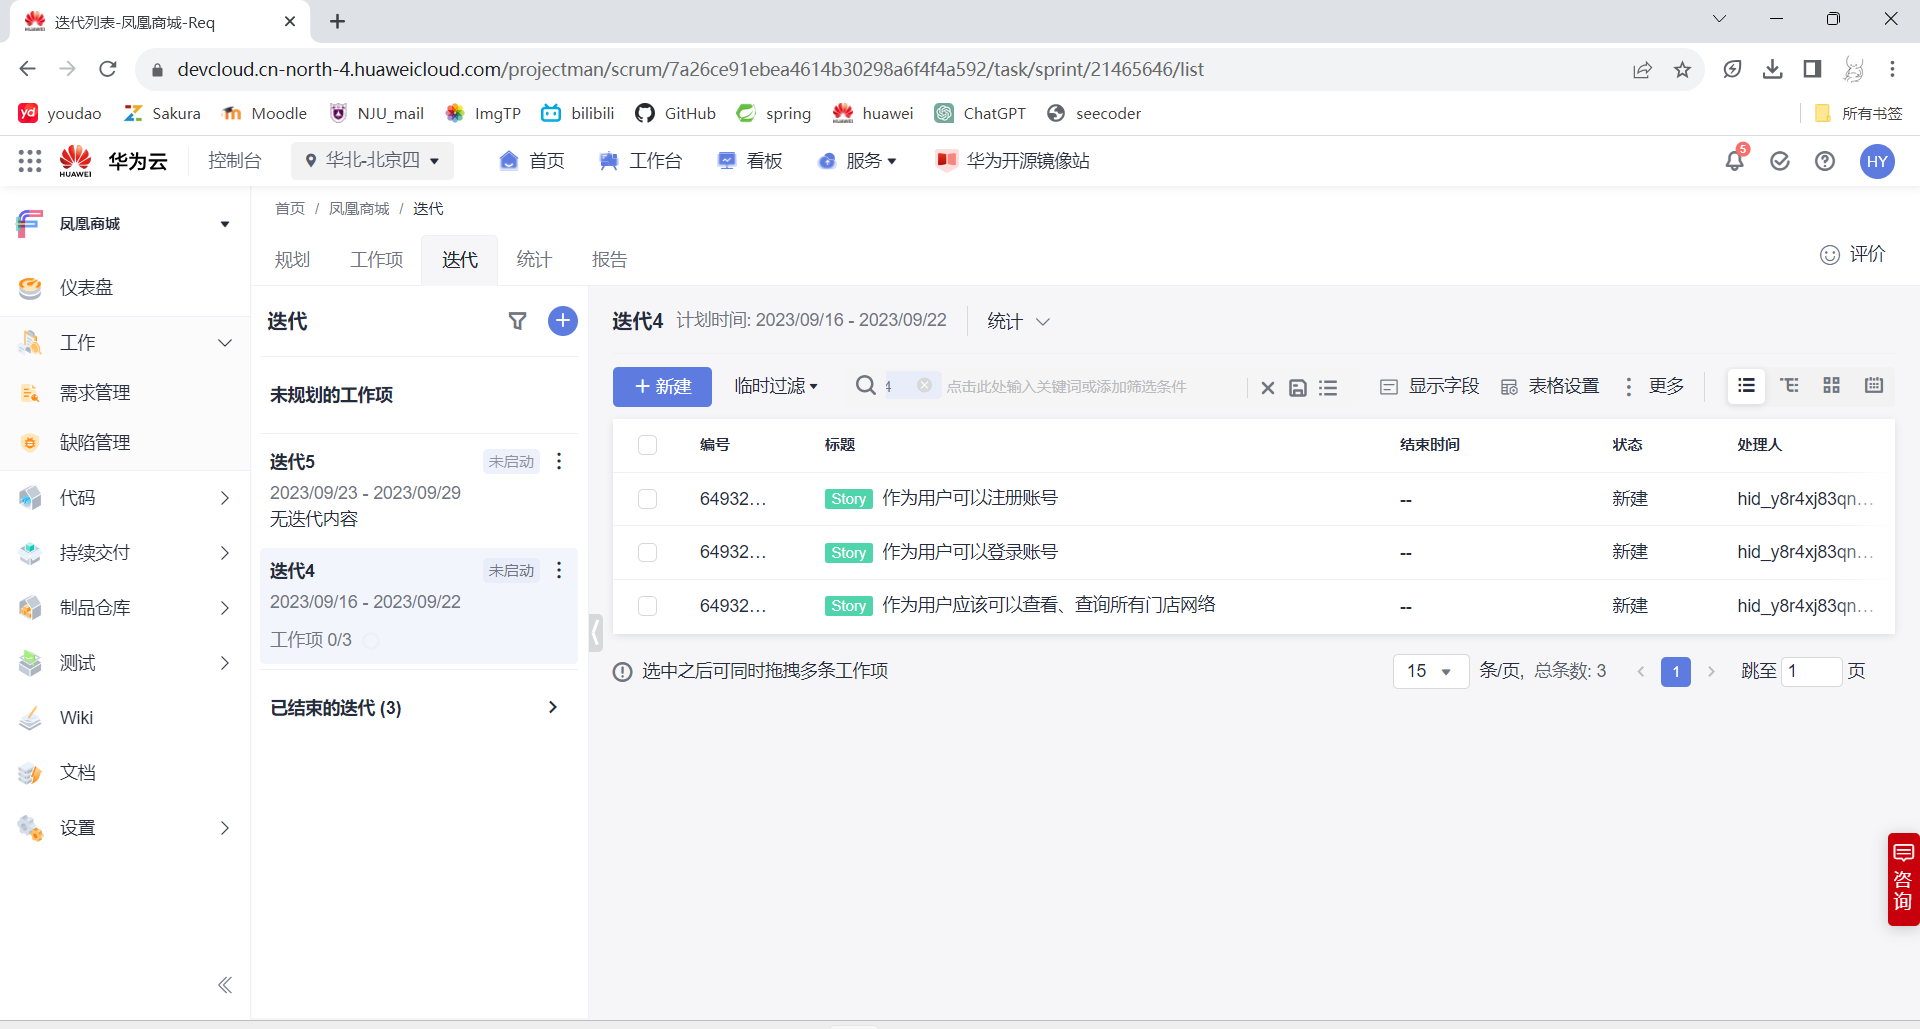 迭代列表-凤凰商城-Req
devcloud.cn-north-4.huaweicloud.com/projectman/scrum/7a26ce91ebea4614b30298a6f4f4a592/task/sprint/21465646/list
yd youdao Sakura Moodle NJU_mail ImgTP bilibili GitHub spring huawei ChatGPT seecoder 所有书签
HUAWEI 华为云 控制台 华北-北京四 首页 工作台 看板 服务 华为开源镜像站 5 HY
凤凰商城
首页 / 凤凰商城 / 迭代
规划 工作项 迭代 统计 报告 评价
仪表盘
工作
需求管理
缺陷管理
代码
持续交付
制品仓库
测试
Wiki
文档
设置
迭代
未规划的工作项
迭代5 未启动
2023/09/23 - 2023/09/29
无迭代内容
迭代4 未启动
2023/09/16 - 2023/09/22
工作项 0/3
已结束的迭代 (3)
迭代4 计划时间: 2023/09/16 - 2023/09/22 统计
新建 临时过滤 4 点击此处输入关键词或添加筛选条件 显示字段 表格设置 更多
编号 标题 结束时间 状态 处理人
64932... Story 作为用户可以注册账号 -- 新建 hid_y8r4xj83qn...
64932... Story 作为用户可以登录账号 -- 新建 hid_y8r4xj83qn...
64932... Story 作为用户应该可以查看、查询所有门店网络 -- 新建 hid_y8r4xj83qn...
选中之后可同时拖拽多条工作项 15 条/页, 总条数: 3 1 跳至 1 页
咨询